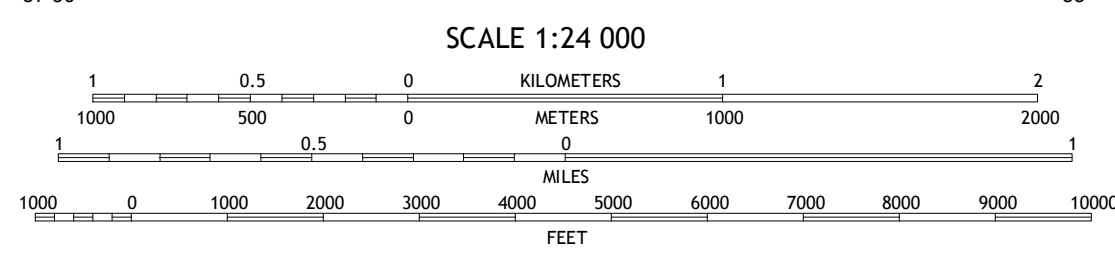 SCALE 1:24 000
1 0.5 0 KILOMETERS 1 2
1000 500 0 METERS 1000 2000
1 0.5 0 1
MILES
1000 0 1000 2000 3000 4000 5000 6000 7000 8000 9000 10000
FEET